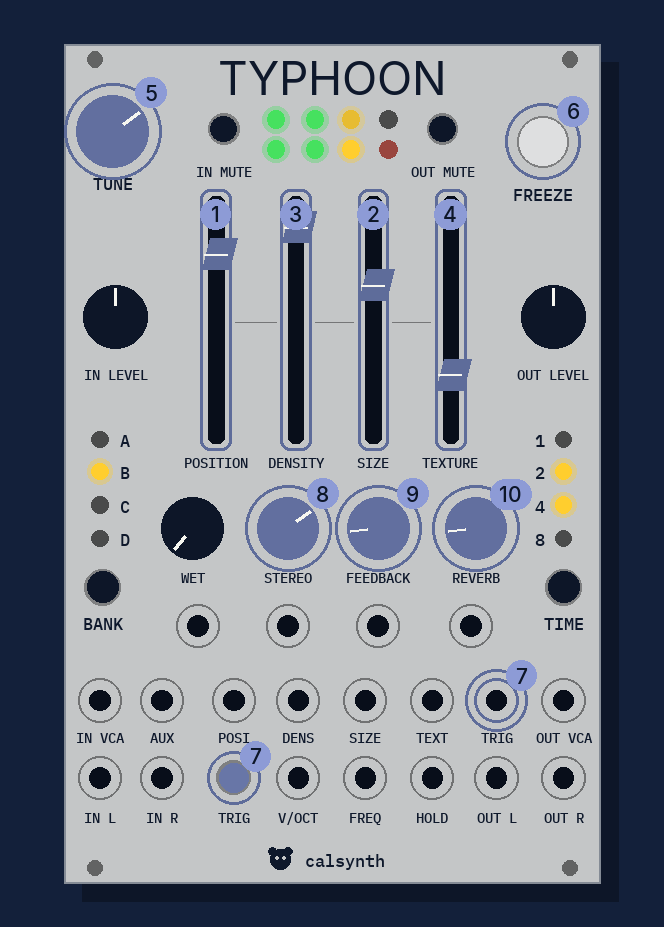 TYPHOON
5
6
IN MUTE
OUT MUTE
TUNE
FREEZE
1
3
2
4
IN LEVEL
OUT LEVEL
A
1
B
2
C
4
D
8
POSITION
DENSITY
SIZE
TEXTURE
8
9
10
WET
STEREO
FEEDBACK
REVERB
BANK
TIME
7
IN VCA
AUX
POSI
DENS
SIZE
TEXT
TRIG
OUT VCA
7
IN L
IN R
TRIG
V/OCT
FREQ
HOLD
OUT L
OUT R
calsynth